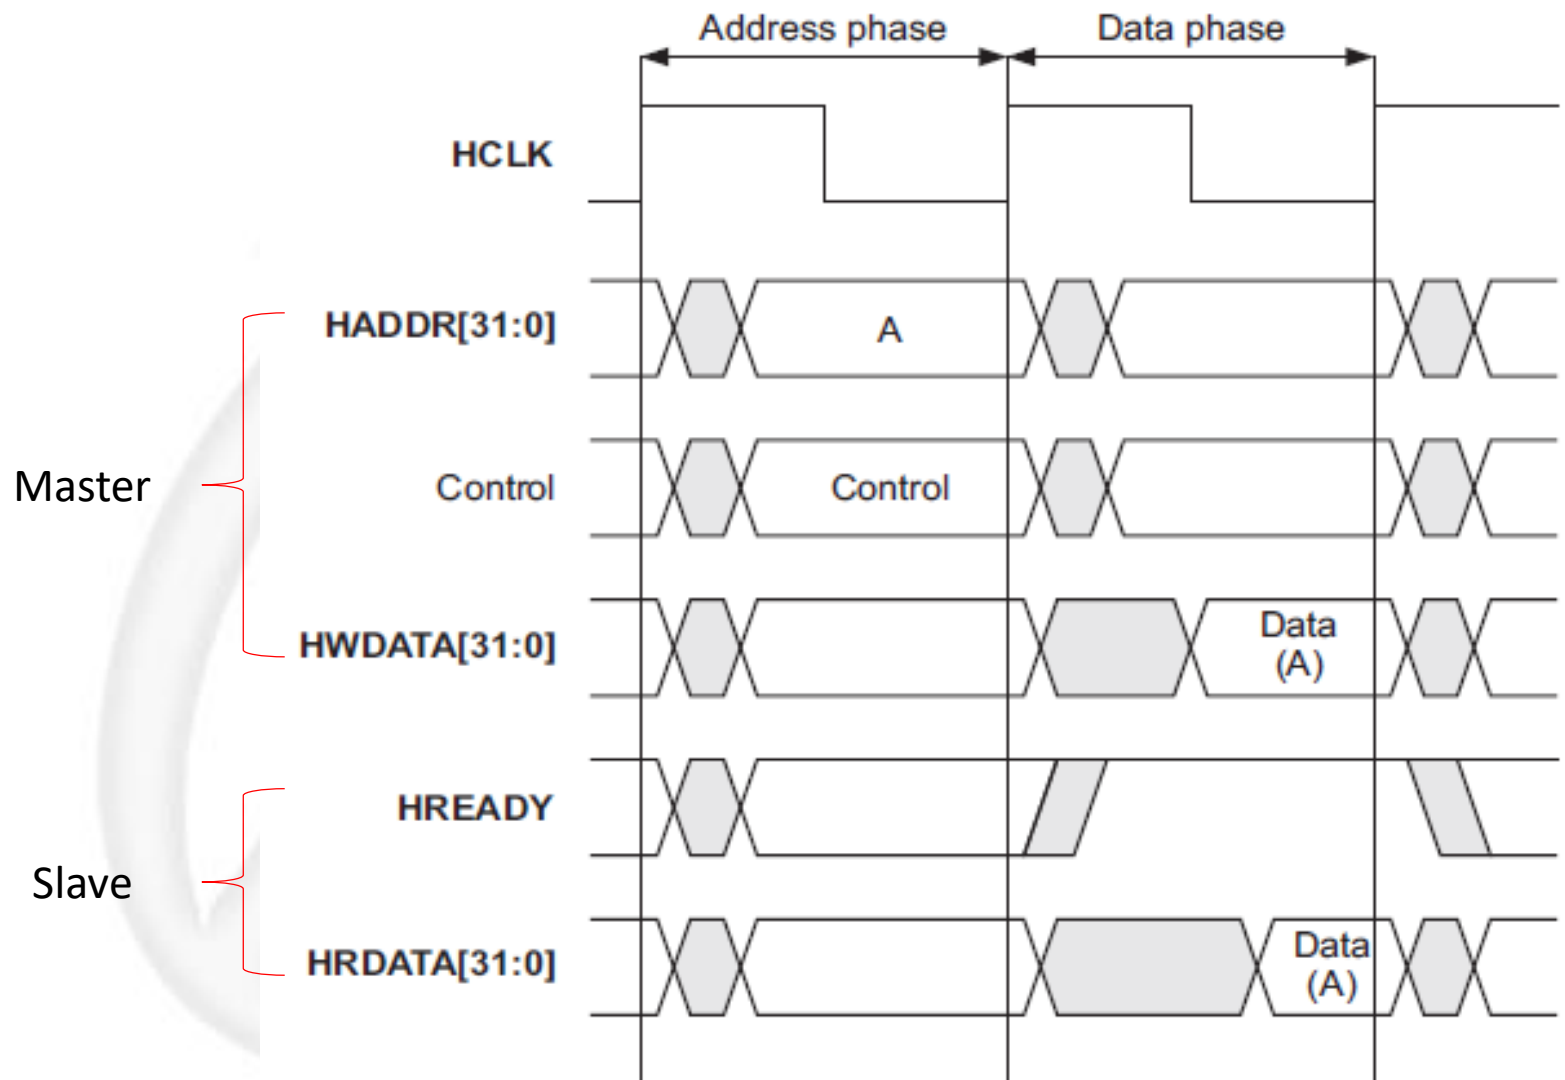 Address phase
Data phase
HCLK
HADDR[31:0]
A
Master
Control
Control
HWDATA[31:0]
Data
(A)
HREADY
Slave
HRDATA[31:0]
Data
(A)